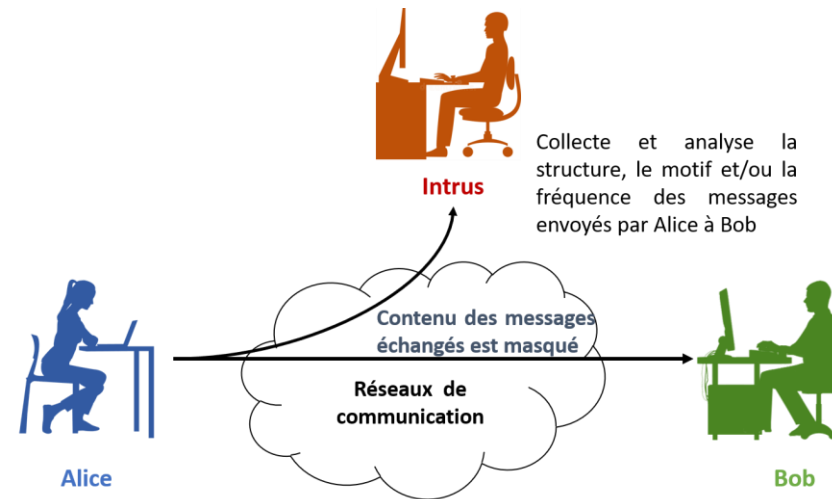 Intrus
Collecte et analyse la
structure, le motif et/ou la
fréquence des messages
envoyés par Alice à Bob
Contenu des messages
échangés est masqué
Réseaux de
communication
Alice
Bob